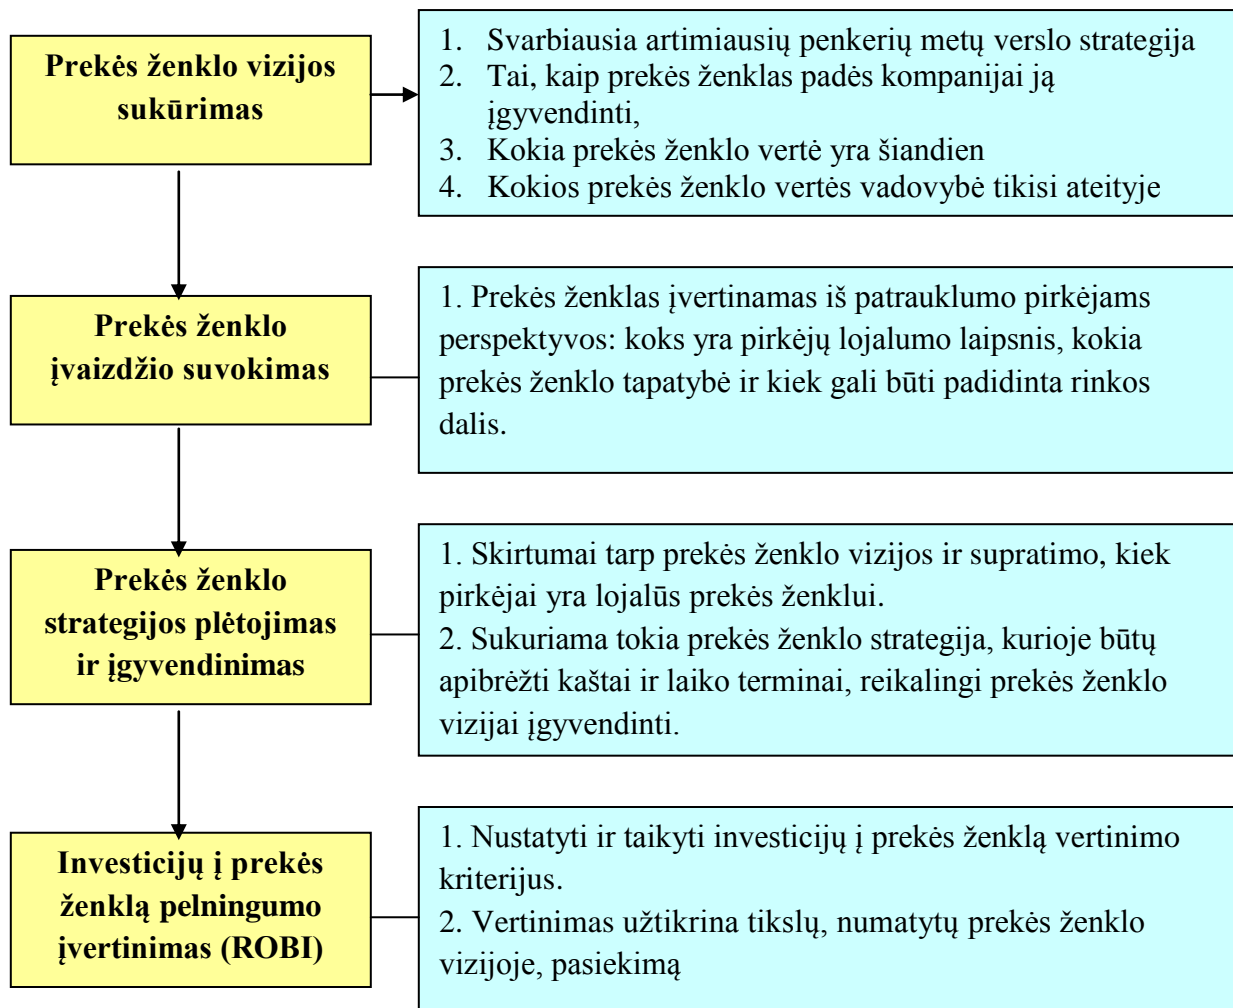 Prekės ženklo vizijos
sukūrimas
1. Svarbiausia artimiausių penkerių metų verslo strategija
2. Tai, kaip prekės ženklas padės kompanijai ją
įgyvendinti,
3. Kokia prekės ženklo vertė yra šiandien
4. Kokios prekės ženklo vertės vadovybė tikisi ateityje
Prekės ženklo
įvaizdžio suvokimas
1. Prekės ženklas įvertinamas iš patrauklumo pirkėjams
perspektyvos: koks yra pirkėjų lojalumo laipsnis, kokia
prekės ženklo tapatybė ir kiek gali būti padidinta rinkos
dalis.
Prekės ženklo
strategijos plėtojimas
ir įgyvendinimas
1. Skirtumai tarp prekės ženklo vizijos ir supratimo, kiek
pirkėjai yra lojalūs prekės ženklui.
2. Sukuriama tokia prekės ženklo strategija, kurioje būtų
apibrėžti kaštai ir laiko terminai, reikalingi prekės ženklo
vizijai įgyvendinti.
Investicijų į prekės
ženklą pelningumo
įvertinimas (ROBI)
1. Nustatyti ir taikyti investicijų į prekės ženklą vertinimo
kriterijus.
2. Vertinimas užtikrina tikslų, numatytų prekės ženklo
vizijoje, pasiekimą